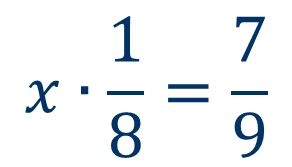 x · 1/8 = 7/9